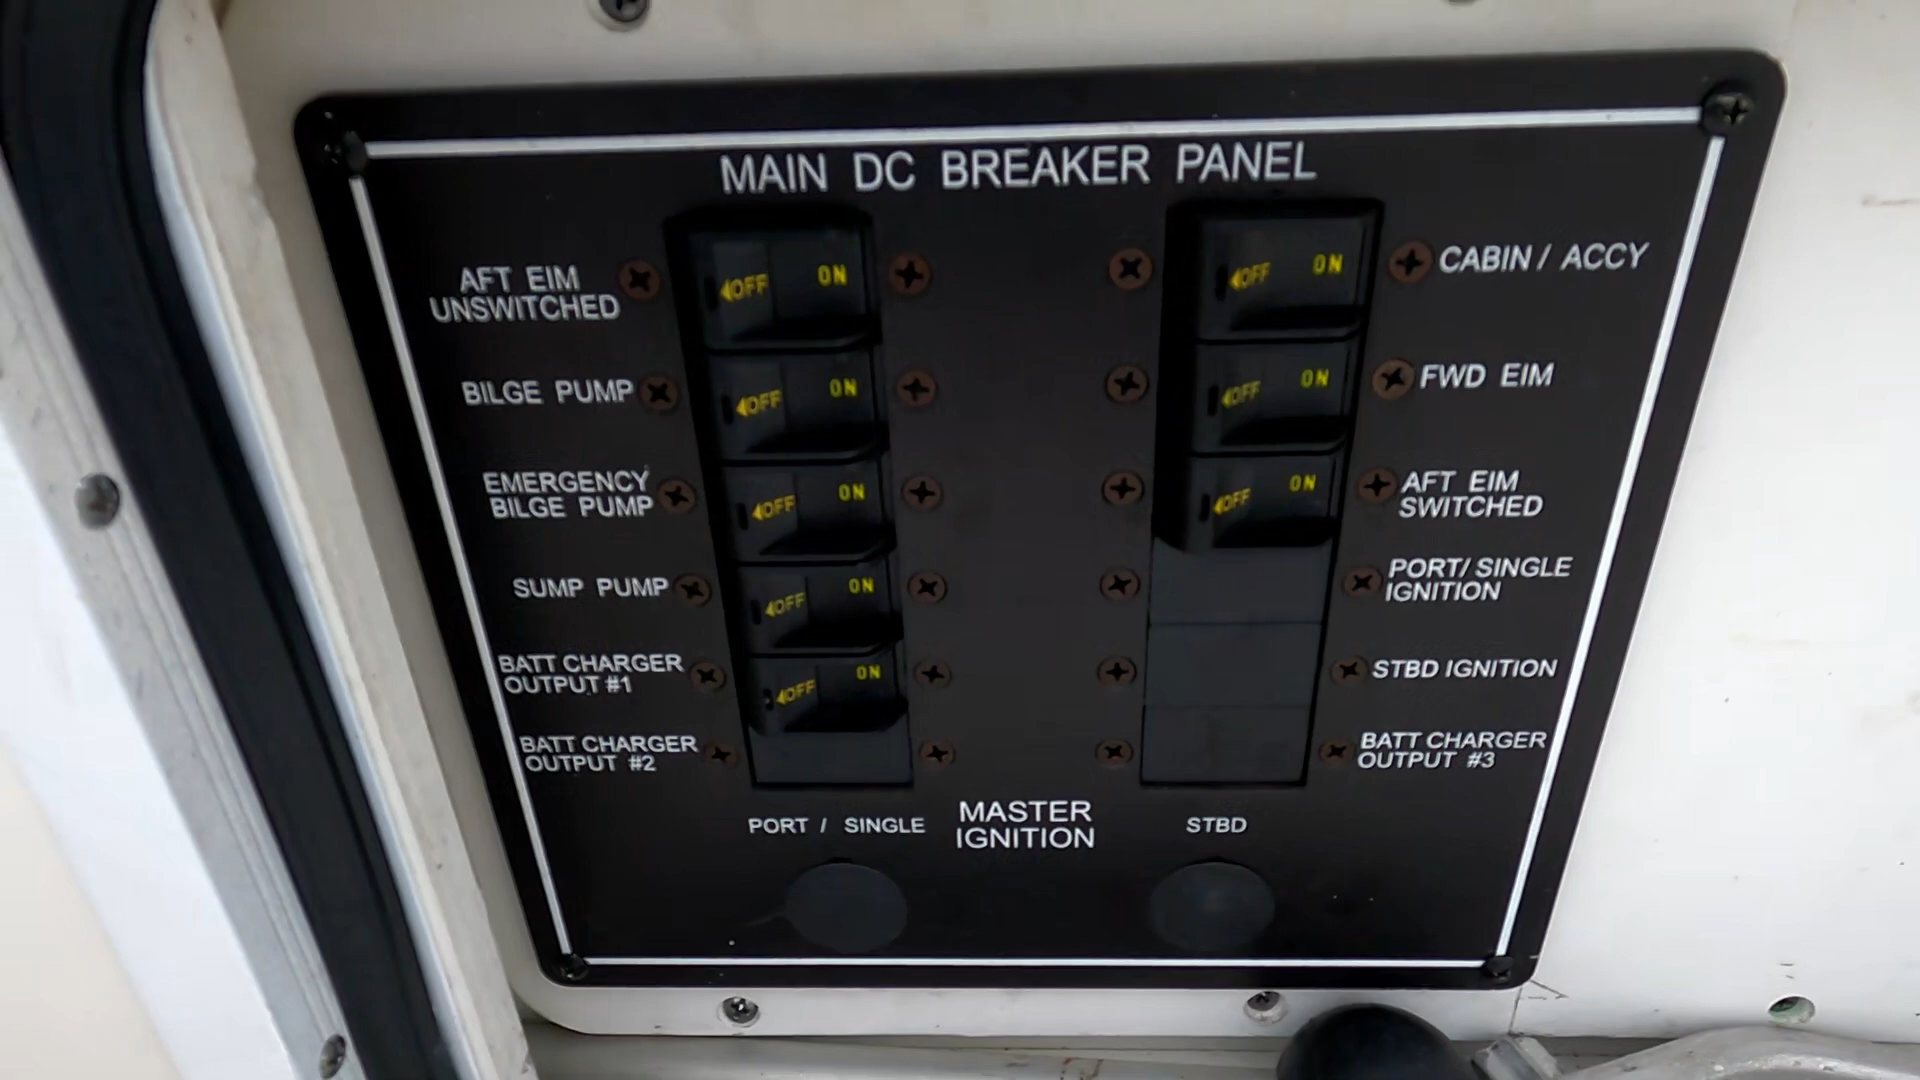 MAIN DC BREAKER PANEL
AFT EIM
UNSWITCHED
◀OFF ON
BILGE PUMP
◀OFF ON
EMERGENCY
BILGE PUMP
◀OFF ON
SUMP PUMP
◀OFF ON
BATT CHARGER
OUTPUT #1
◀OFF ON
BATT CHARGER
OUTPUT #2
◀OFF ON
CABIN / ACCY
◀OFF ON
FWD EIM
◀OFF ON
AFT EIM
SWITCHED
PORT/ SINGLE
IGNITION
STBD IGNITION
BATT CHARGER
OUTPUT #3
PORT / SINGLE
MASTER
IGNITION
STBD